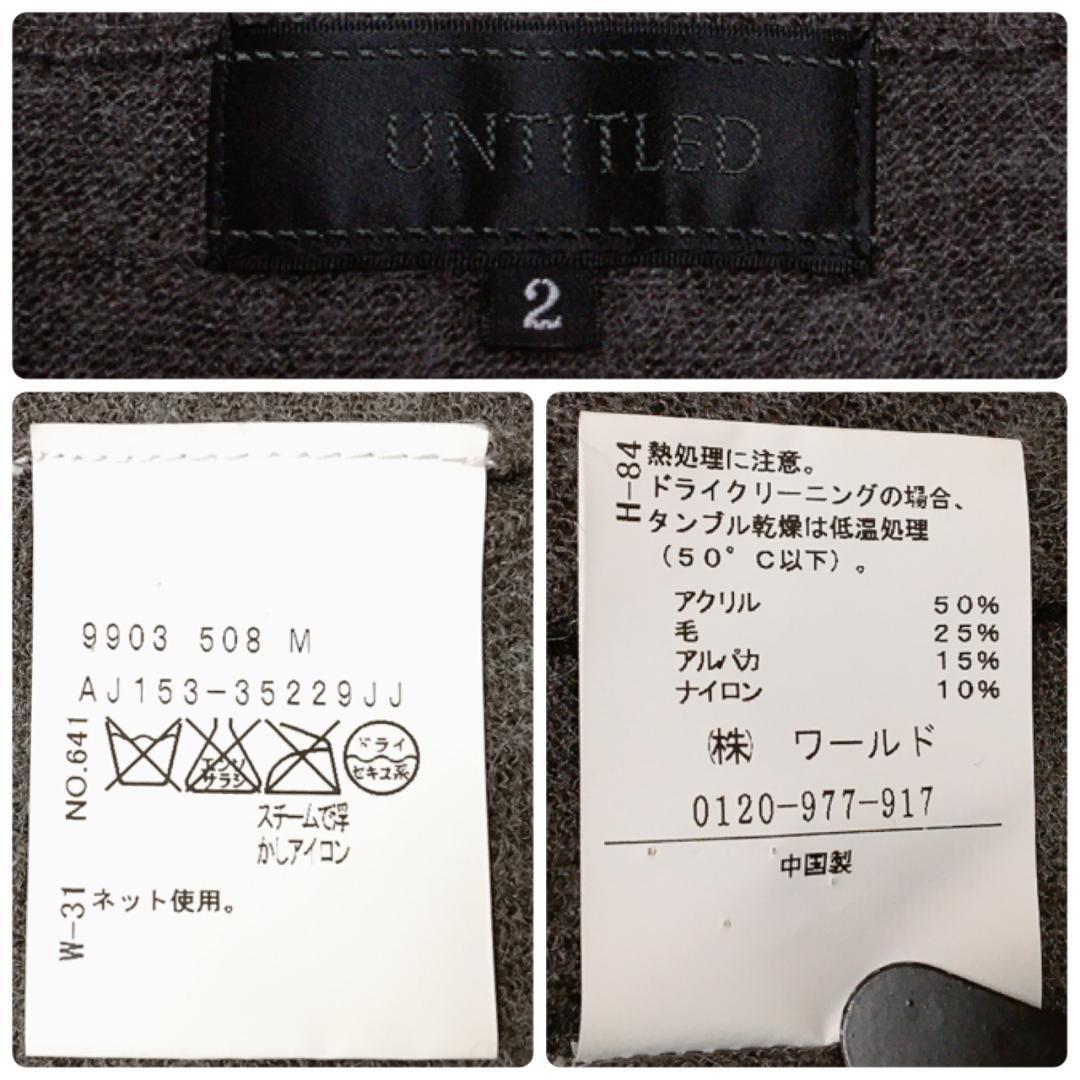 UNTITLED
2
9903 508 M
AJ153-35229JJ
NO.641
エンソ
サラシ
ドライ
セキユ系
スチームで浮
かしアイロン
W-31
ネット使用。
H-84
熱処理に注意。
ドライクリーニングの場合、
タンブル乾燥は低温処理
(50°C以下)。
アクリル 50%
毛 25%
アルパカ 15%
ナイロン 10%
㈱ ワールド
0120-977-917
中国製